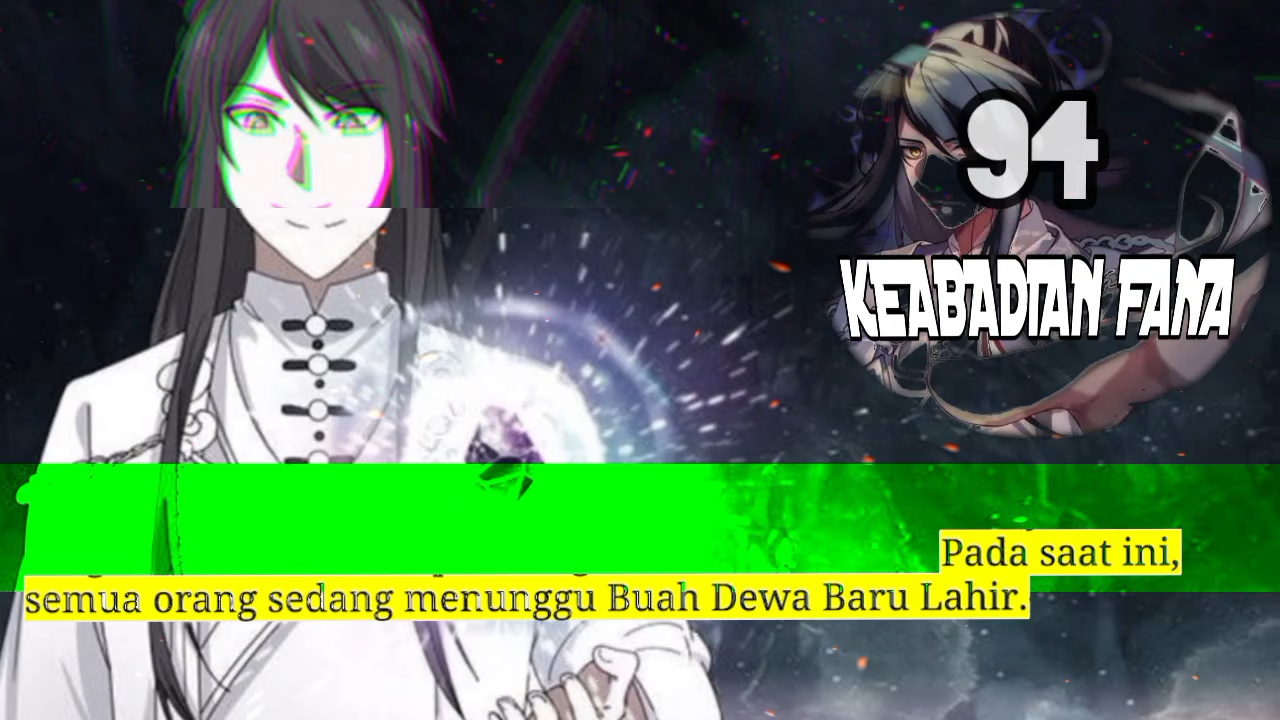 94
KEABADIAN FANA
Pada saat ini,
semua orang sedang menunggu Buah Dewa Baru Lahir.